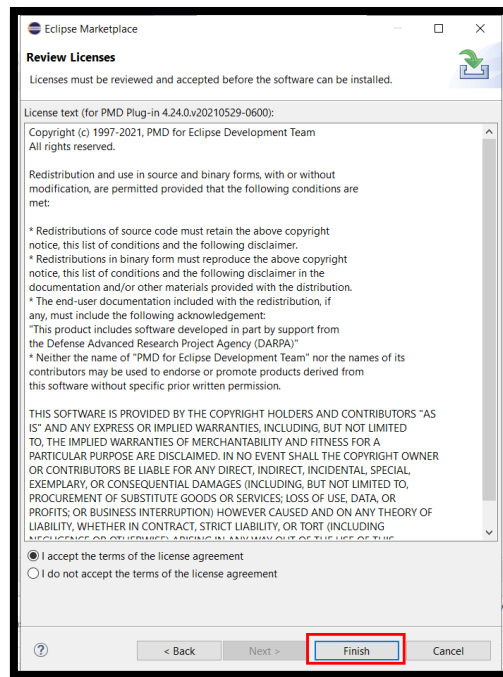 Eclipse Marketplace
Review Licenses
Licenses must be reviewed and accepted before the software can be installed.
License text (for PMD Plug-in 4.24.0.v20210529-0600):
Copyright (c) 1997-2021, PMD for Eclipse Development Team
All rights reserved.
Redistribution and use in source and binary forms, with or without
modification, are permitted provided that the following conditions are
met:
* Redistributions of source code must retain the above copyright
notice, this list of conditions and the following disclaimer.
* Redistributions in binary form must reproduce the above copyright
notice, this list of conditions and the following disclaimer in the
documentation and/or other materials provided with the distribution.
* The end-user documentation included with the redistribution, if
any, must include the following acknowledgement:
"This product includes software developed in part by support from
the Defense Advanced Research Project Agency (DARPA)"
* Neither the name of "PMD for Eclipse Development Team" nor the names of its
contributors may be used to endorse or promote products derived from
this software without specific prior written permission.
THIS SOFTWARE IS PROVIDED BY THE COPYRIGHT HOLDERS AND CONTRIBUTORS "AS
IS" AND ANY EXPRESS OR IMPLIED WARRANTIES, INCLUDING, BUT NOT LIMITED
TO, THE IMPLIED WARRANTIES OF MERCHANTABILITY AND FITNESS FOR A
PARTICULAR PURPOSE ARE DISCLAIMED. IN NO EVENT SHALL THE COPYRIGHT OWNER
OR CONTRIBUTORS BE LIABLE FOR ANY DIRECT, INDIRECT, INCIDENTAL, SPECIAL,
EXEMPLARY, OR CONSEQUENTIAL DAMAGES (INCLUDING, BUT NOT LIMITED TO,
PROCUREMENT OF SUBSTITUTE GOODS OR SERVICES; LOSS OF USE, DATA, OR
PROFITS; OR BUSINESS INTERRUPTION) HOWEVER CAUSED AND ON ANY THEORY OF
LIABILITY, WHETHER IN CONTRACT, STRICT LIABILITY, OR TORT (INCLUDING
NEGLIGENCE OR OTHERWISE) ARISING IN ANY WAY OUT OF THE USE OF THIS
I accept the terms of the license agreement
I do not accept the terms of the license agreement
? < Back Next > Finish Cancel